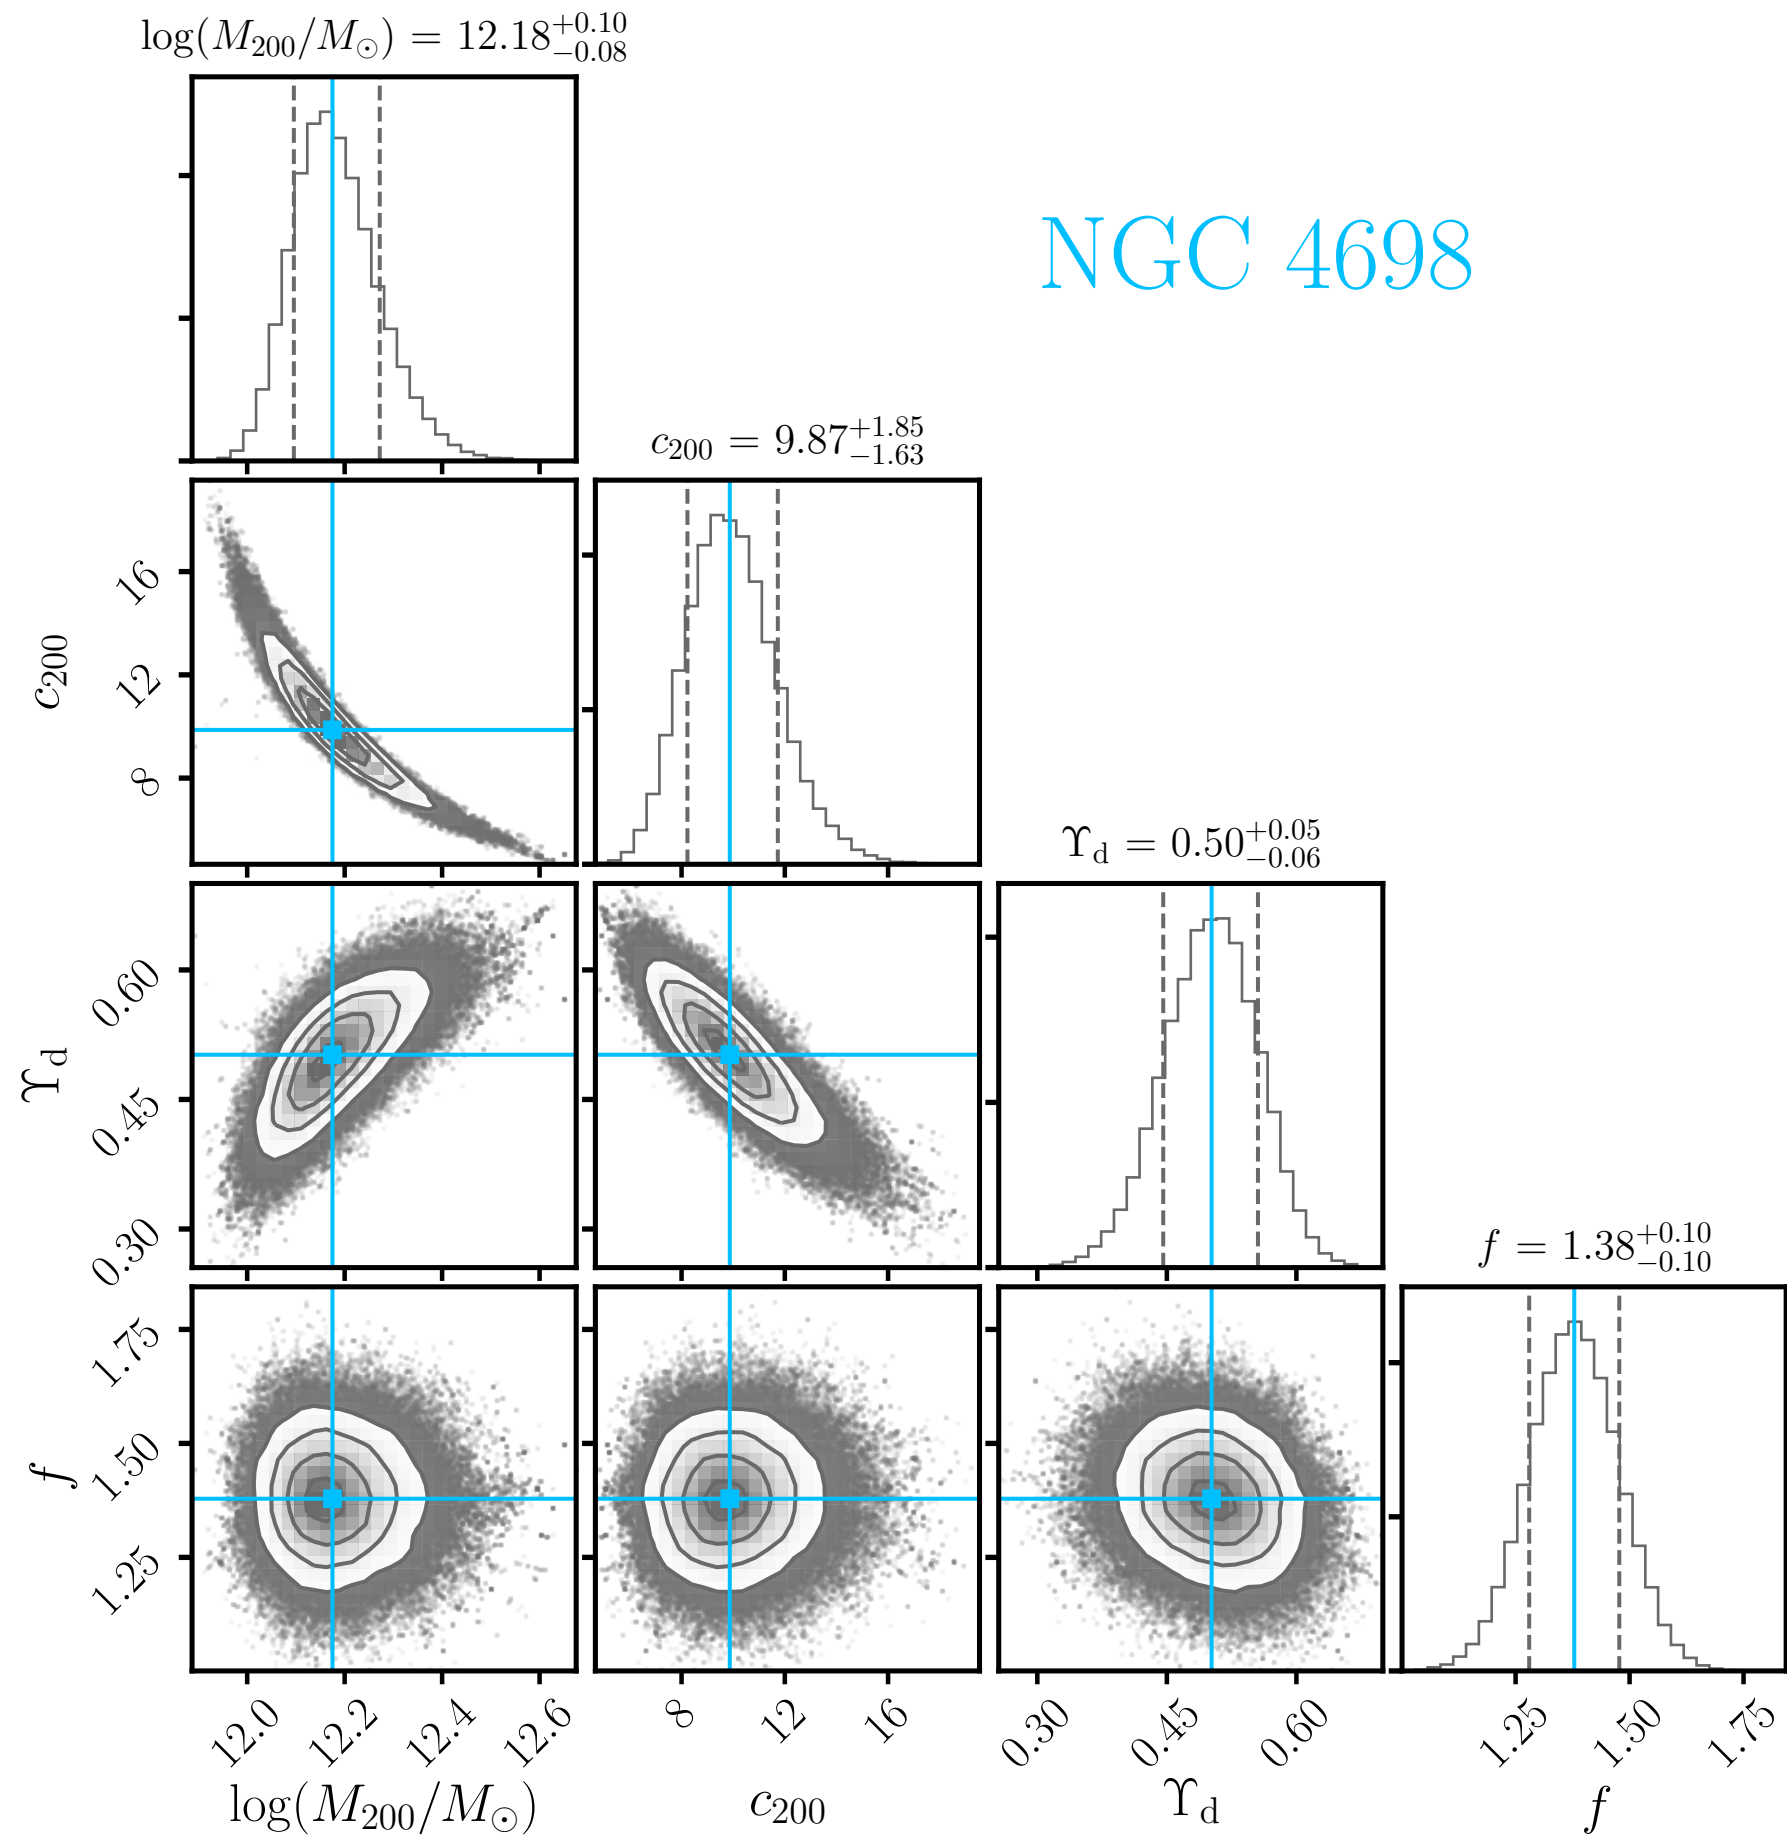 log(M₂₀₀/M☉) = 12.18 +0.10 −0.08
NGC 4698
c₂₀₀ = 9.87 +1.85 −1.63
16
12
8
c₂₀₀
ϒd = 0.50 +0.05 −0.06
0.60
0.45
0.30
ϒd
f = 1.38 +0.10 −0.10
1.75
1.50
1.25
f
12.0 12.2 12.4 12.6 8 12 16 0.30 0.45 0.60 1.25 1.50 1.75
log(M₂₀₀/M☉) c₂₀₀ ϒd f